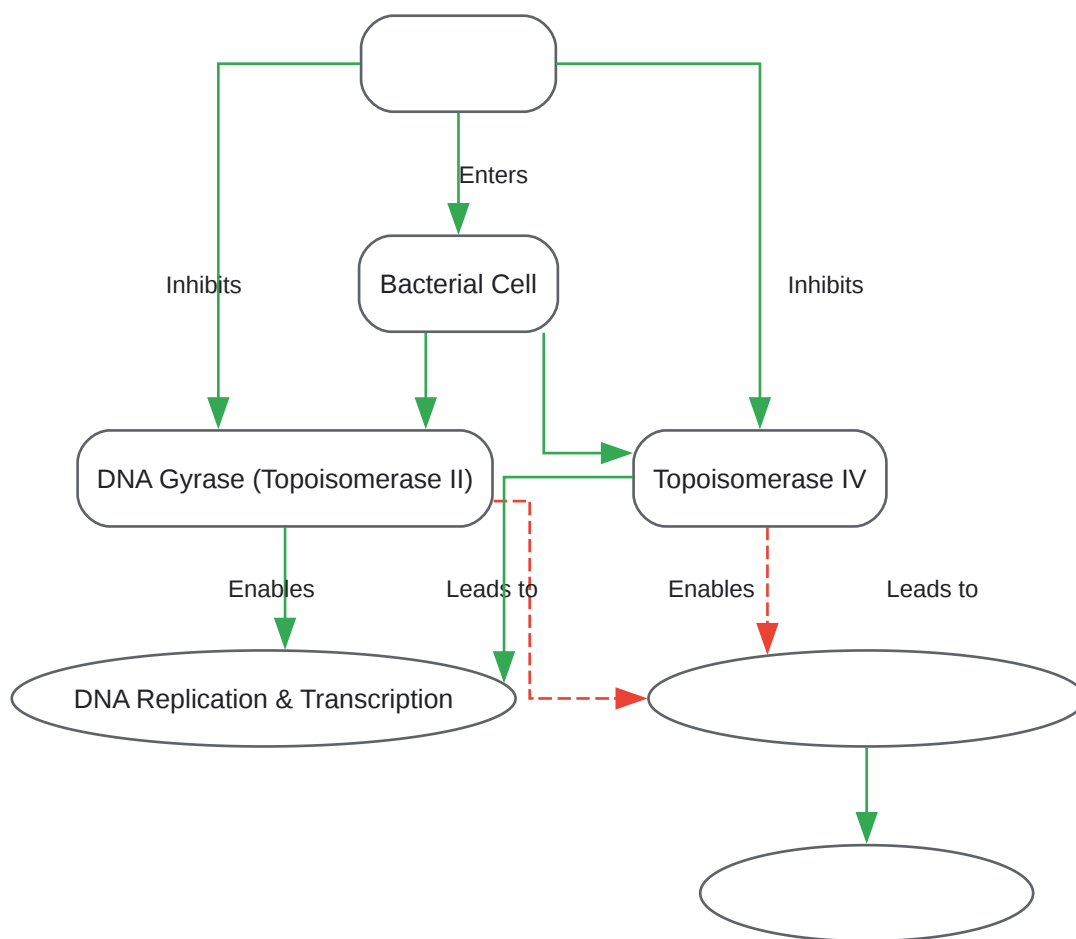 Enters
Bacterial Cell
Inhibits
Inhibits
DNA Gyrase (Topoisomerase II)
Topoisomerase IV
Enables
Leads to
Enables
Leads to
DNA Replication & Transcription